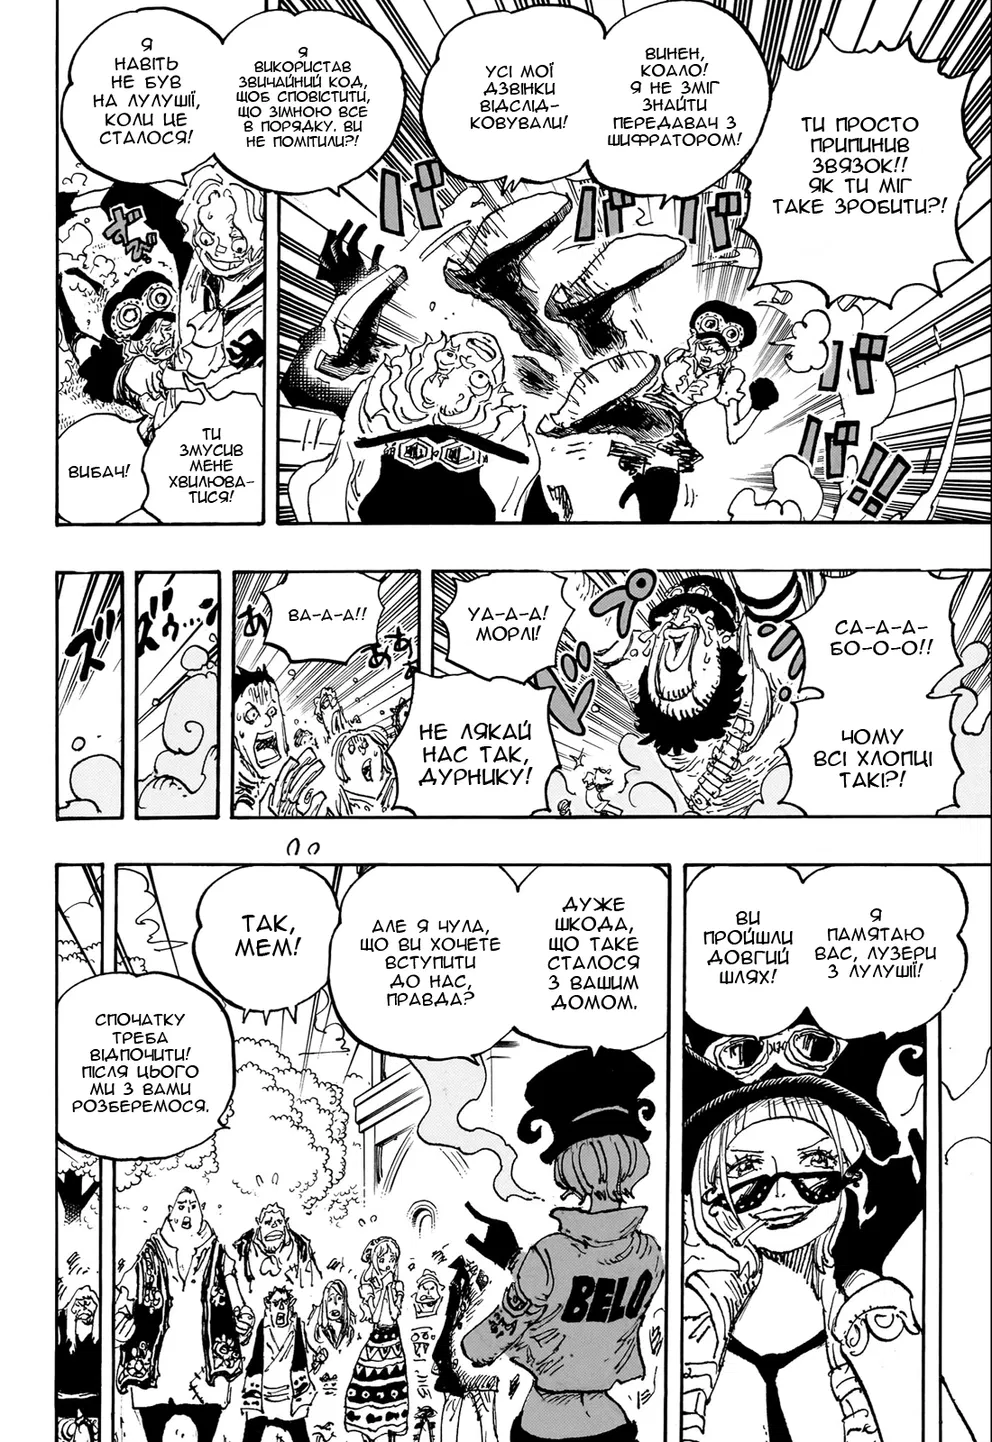 ТИ ПРОСТО
ПРИПИНИВ
ЗВЯЗОК!!
ЯК ТИ МІГ
ТАКЕ ЗРОБИТИ?!
ВИНЕН,
КОАЛО!
Я НЕ ЗМІГ
ЗНАЙТИ
ПЕРЕДАВАЧ З
ШИФРАТОРОМ!
УСІ МОЇ
ДЗВІНКИ
ВІДСЛІД-
КОВУВАЛИ!
Я
ВИКОРИСТАВ
ЗВИЧАЙНИЙ КОД,
ЩОБ СПОВІСТИТИ,
ЩО ЗІ МНОЮ ВСЕ
В ПОРЯДКУ. ВИ
НЕ ПОМІТИЛИ?!
Я
НАВІТЬ
НЕ БУВ
НА ЛУЛУШІЇ,
КОЛИ ЦЕ
СТАЛОСЯ!
ТИ
ЗМУСИВ
МЕНЕ
ХВИЛЮВА-
ТИСЯ!
ВИБАЧ!
СА-А-А-
БО-О-О!!
ЧОМУ
ВСІ ХЛОПЦІ
ТАКІ?!
УА-А-А!
МОРЛІ!
НЕ ЛЯКАЙ
НАС ТАК,
ДУРНИКУ!
ВА-А-А!!
Я
ПАМЯТАЮ
ВАС, ЛУЗЕРИ
З ЛУЛУШІЇ!
ВИ
ПРОЙШЛИ
ДОВГИЙ
ШЛЯХ!
ДУЖЕ
ШКОДА,
ЩО ТАКЕ
СТАЛОСЯ
З ВАШИМ
ДОМОМ.
АЛЕ Я ЧУЛА,
ЩО ВИ ХОЧЕТЕ
ВСТУПИТИ
ДО НАС,
ПРАВДА?
BELO
ТАК,
МЕМ!
СПОЧАТКУ
ТРЕБА
ВІДПОЧИТИ!
ПІСЛЯ ЦЬОГО
МИ З ВАМИ
РОЗБЕРЕМОСЯ.